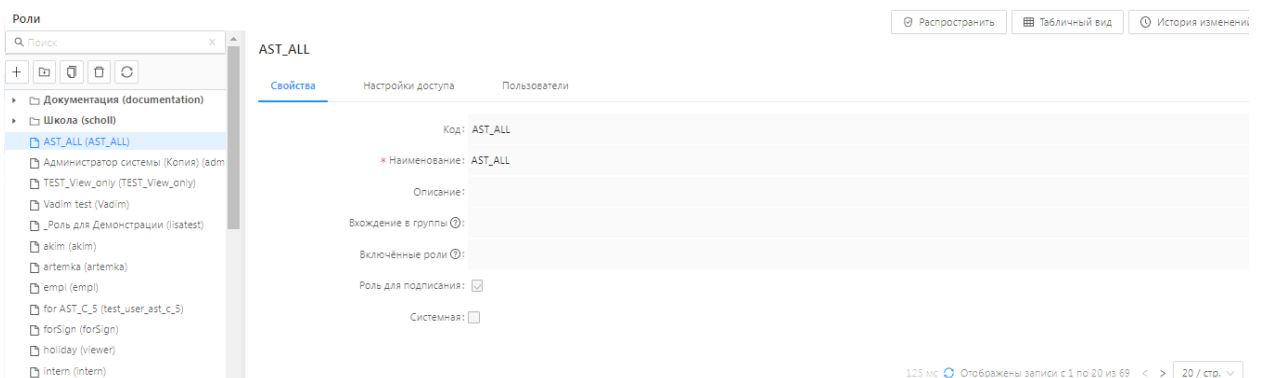 Роли
Распространить
Табличный вид
История изменений
Поиск
AST_ALL
Свойства
Настройки доступа
Пользователи
Документация (documentation)
Школа (scholl)
AST_ALL (AST_ALL)
Администратор системы (Копия) (adm
TEST_View_only (TEST_View_only)
Vadim test (Vadim)
_Роль для Демонстрации (lisatest)
akim (akim)
artemka (artemka)
empl (empl)
for AST_C_5 (test_user_ast_c_5)
forSign (forSign)
holiday (viewer)
intern (intern)
Код: AST_ALL
* Наименование: AST_ALL
Описание:
Вхождение в группы ?:
Включённые роли ?:
Роль для подписания:
Системная:
125 мс Отображены записи с 1 по 20 из 69 < > 20 / стр.